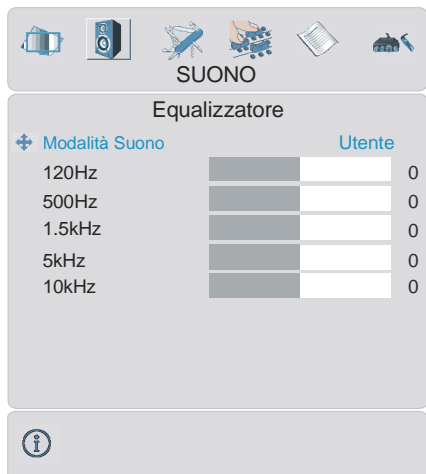 SUONO
Equalizzatore
Modalità Suono Utente
120Hz 0
500Hz 0
1.5kHz 0
5kHz 0
10kHz 0